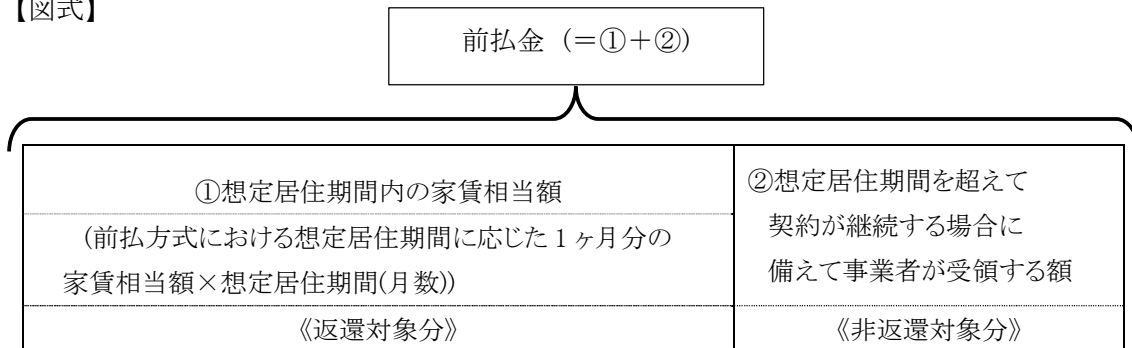 【図式】
前払金 (＝①＋②)
①想定居住期間内の家賃相当額
(前払方式における想定居住期間に応じた1ヶ月分の
家賃相当額×想定居住期間(月数))
《返還対象分》
②想定居住期間を超えて
契約が継続する場合に
備えて事業者が受領する額
《非返還対象分》